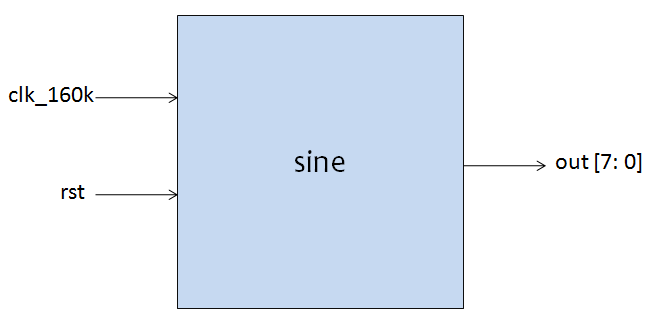 clk_160k
sine
out [7: 0]
rst